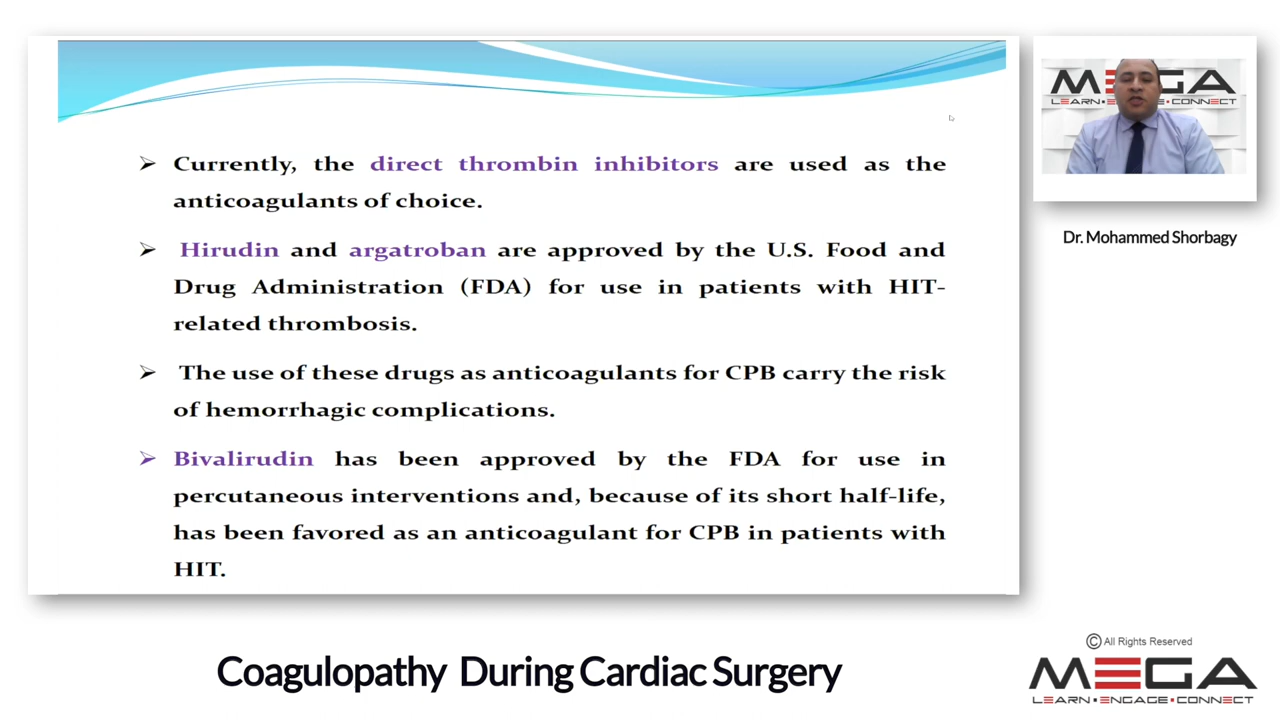 ➢ Currently, the direct thrombin inhibitors are used as the
anticoagulants of choice.
➢ Hirudin and argatroban are approved by the U.S. Food and
Drug Administration (FDA) for use in patients with HIT-
related thrombosis.
➢ The use of these drugs as anticoagulants for CPB carry the risk
of hemorrhagic complications.
➢ Bivalirudin has been approved by the FDA for use in
percutaneous interventions and, because of its short half-life,
has been favored as an anticoagulant for CPB in patients with
HIT.
MEGA
LEARN•ENGAGE•CONNECT
Dr. Mohammed Shorbagy
Coagulopathy During Cardiac Surgery
© All Rights Reserved
MEGA
LEARN•ENGAGE•CONNECT